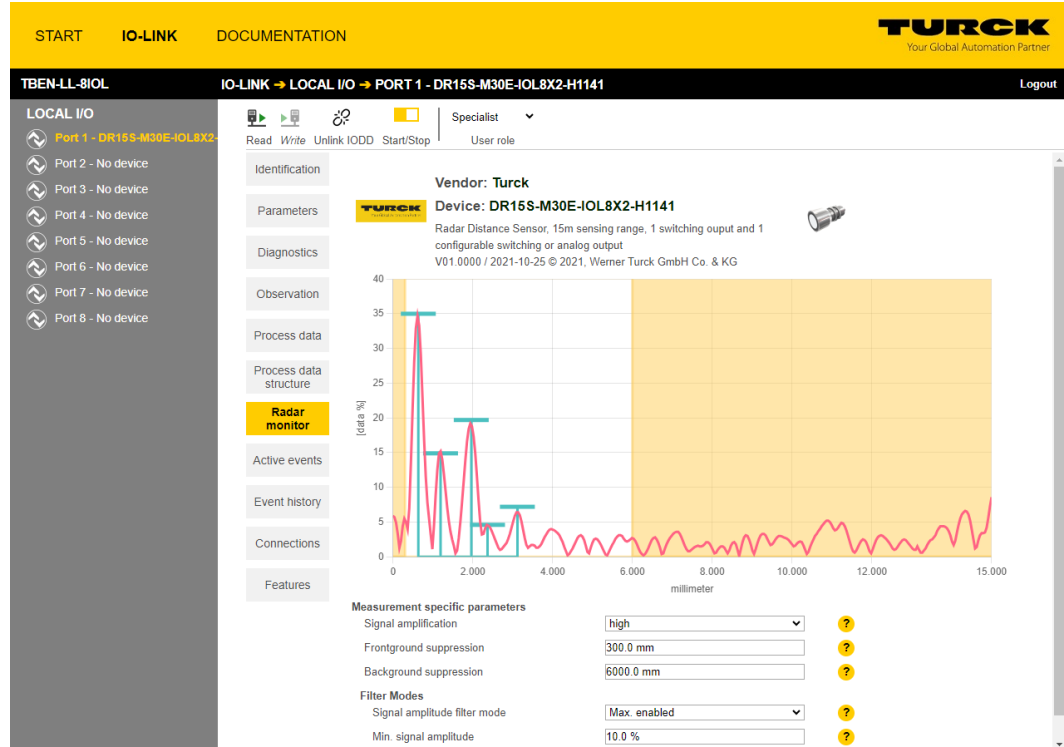 START
IO-LINK
DOCUMENTATION
TURCK
Your Global Automation Partner
TBEN-LL-8IOL
IO-LINK ➔ LOCAL I/O ➔ PORT 1 - DR15S-M30E-IOL8X2-H1141
Logout
LOCAL I/O
Port 1 - DR15S-M30E-IOL8X2-
Port 2 - No device
Port 3 - No device
Port 4 - No device
Port 5 - No device
Port 6 - No device
Port 7 - No device
Port 8 - No device
Read
Write
Unlink IODD
Start/Stop
Specialist
User role
Identification
Parameters
Diagnostics
Observation
Process data
Process data
structure
Radar
monitor
Active events
Event history
Connections
Features
TURCK
Vendor: Turck
Device: DR15S-M30E-IOL8X2-H1141
Radar Distance Sensor, 15m sensing range, 1 switching ouput and 1
configurable switching or analog
output
V01.0000 / 2021-10-25 © 2021, Werner Turck GmbH Co. & KG
40
35
30
25
20
15
10
5
0
[data %]
0
2.000
4.000
6.000
8.000
10.000
12.000
15.000
millimeter
Measurement specific parameters
Signal amplification
high
?
Frontground suppression
300.0 mm
?
Background suppression
6000.0 mm
?
Filter Modes
Signal amplitude filter mode
Max. enabled
?
Min. signal amplitude
10.0 %
?